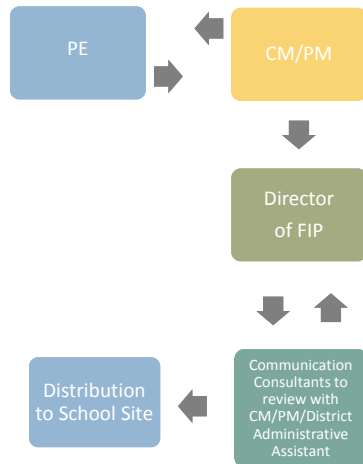 PE
CM/PM
Director
of FIP
Communication
Consultants to
review with
CM/PM/District
Administrative
Assistant
Distribution
to School Site